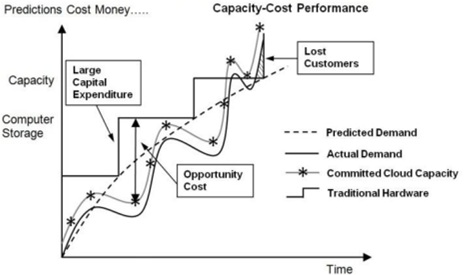 Predictions Cost Money.....
Capacity-Cost Performance
Lost
Customers
Large
Capital
Expenditure
Capacity
Computer
Storage
Opportunity
Cost
Predicted Demand
Actual Demand
Committed Cloud Capacity
Traditional Hardware
Time